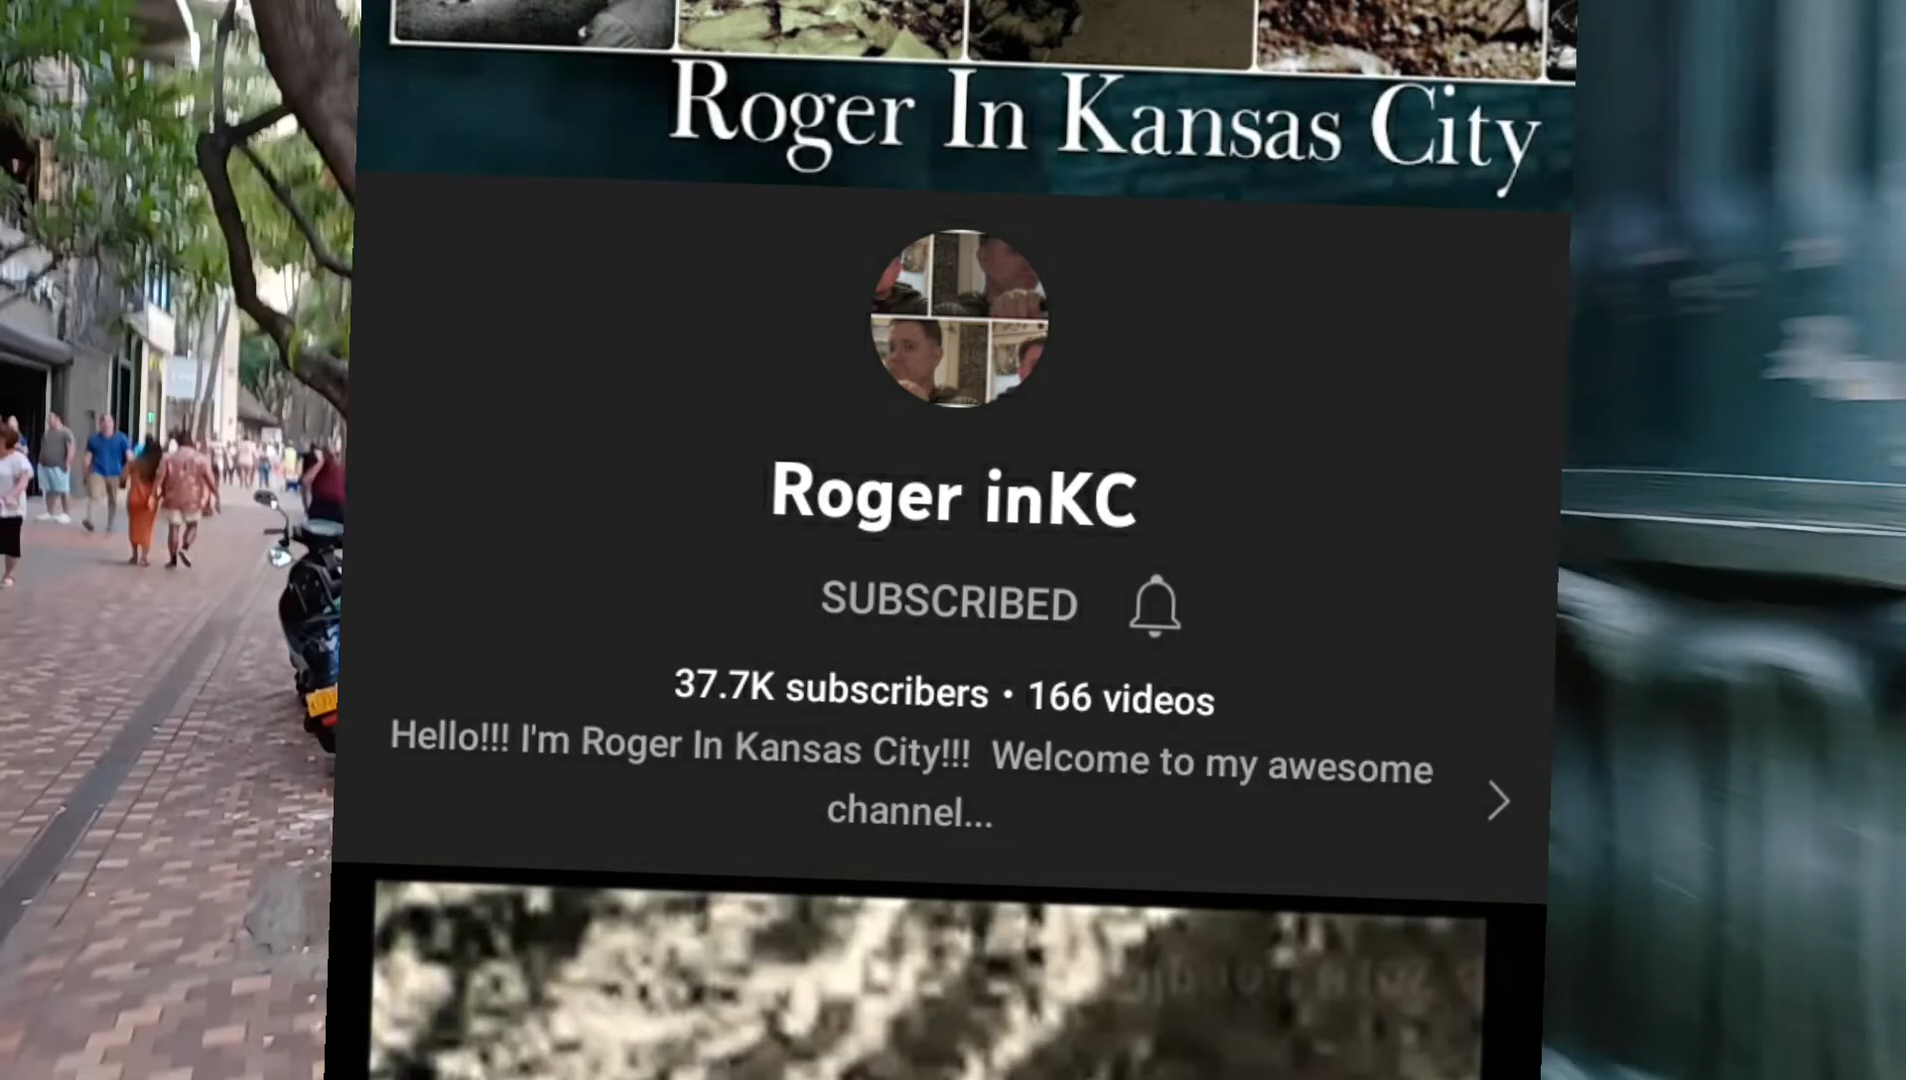 Roger In Kansas City
Roger inKC
SUBSCRIBED
37.7K subscribers • 166 videos
Hello!!! I'm Roger In Kansas City!!! Welcome to my awesome
channel...